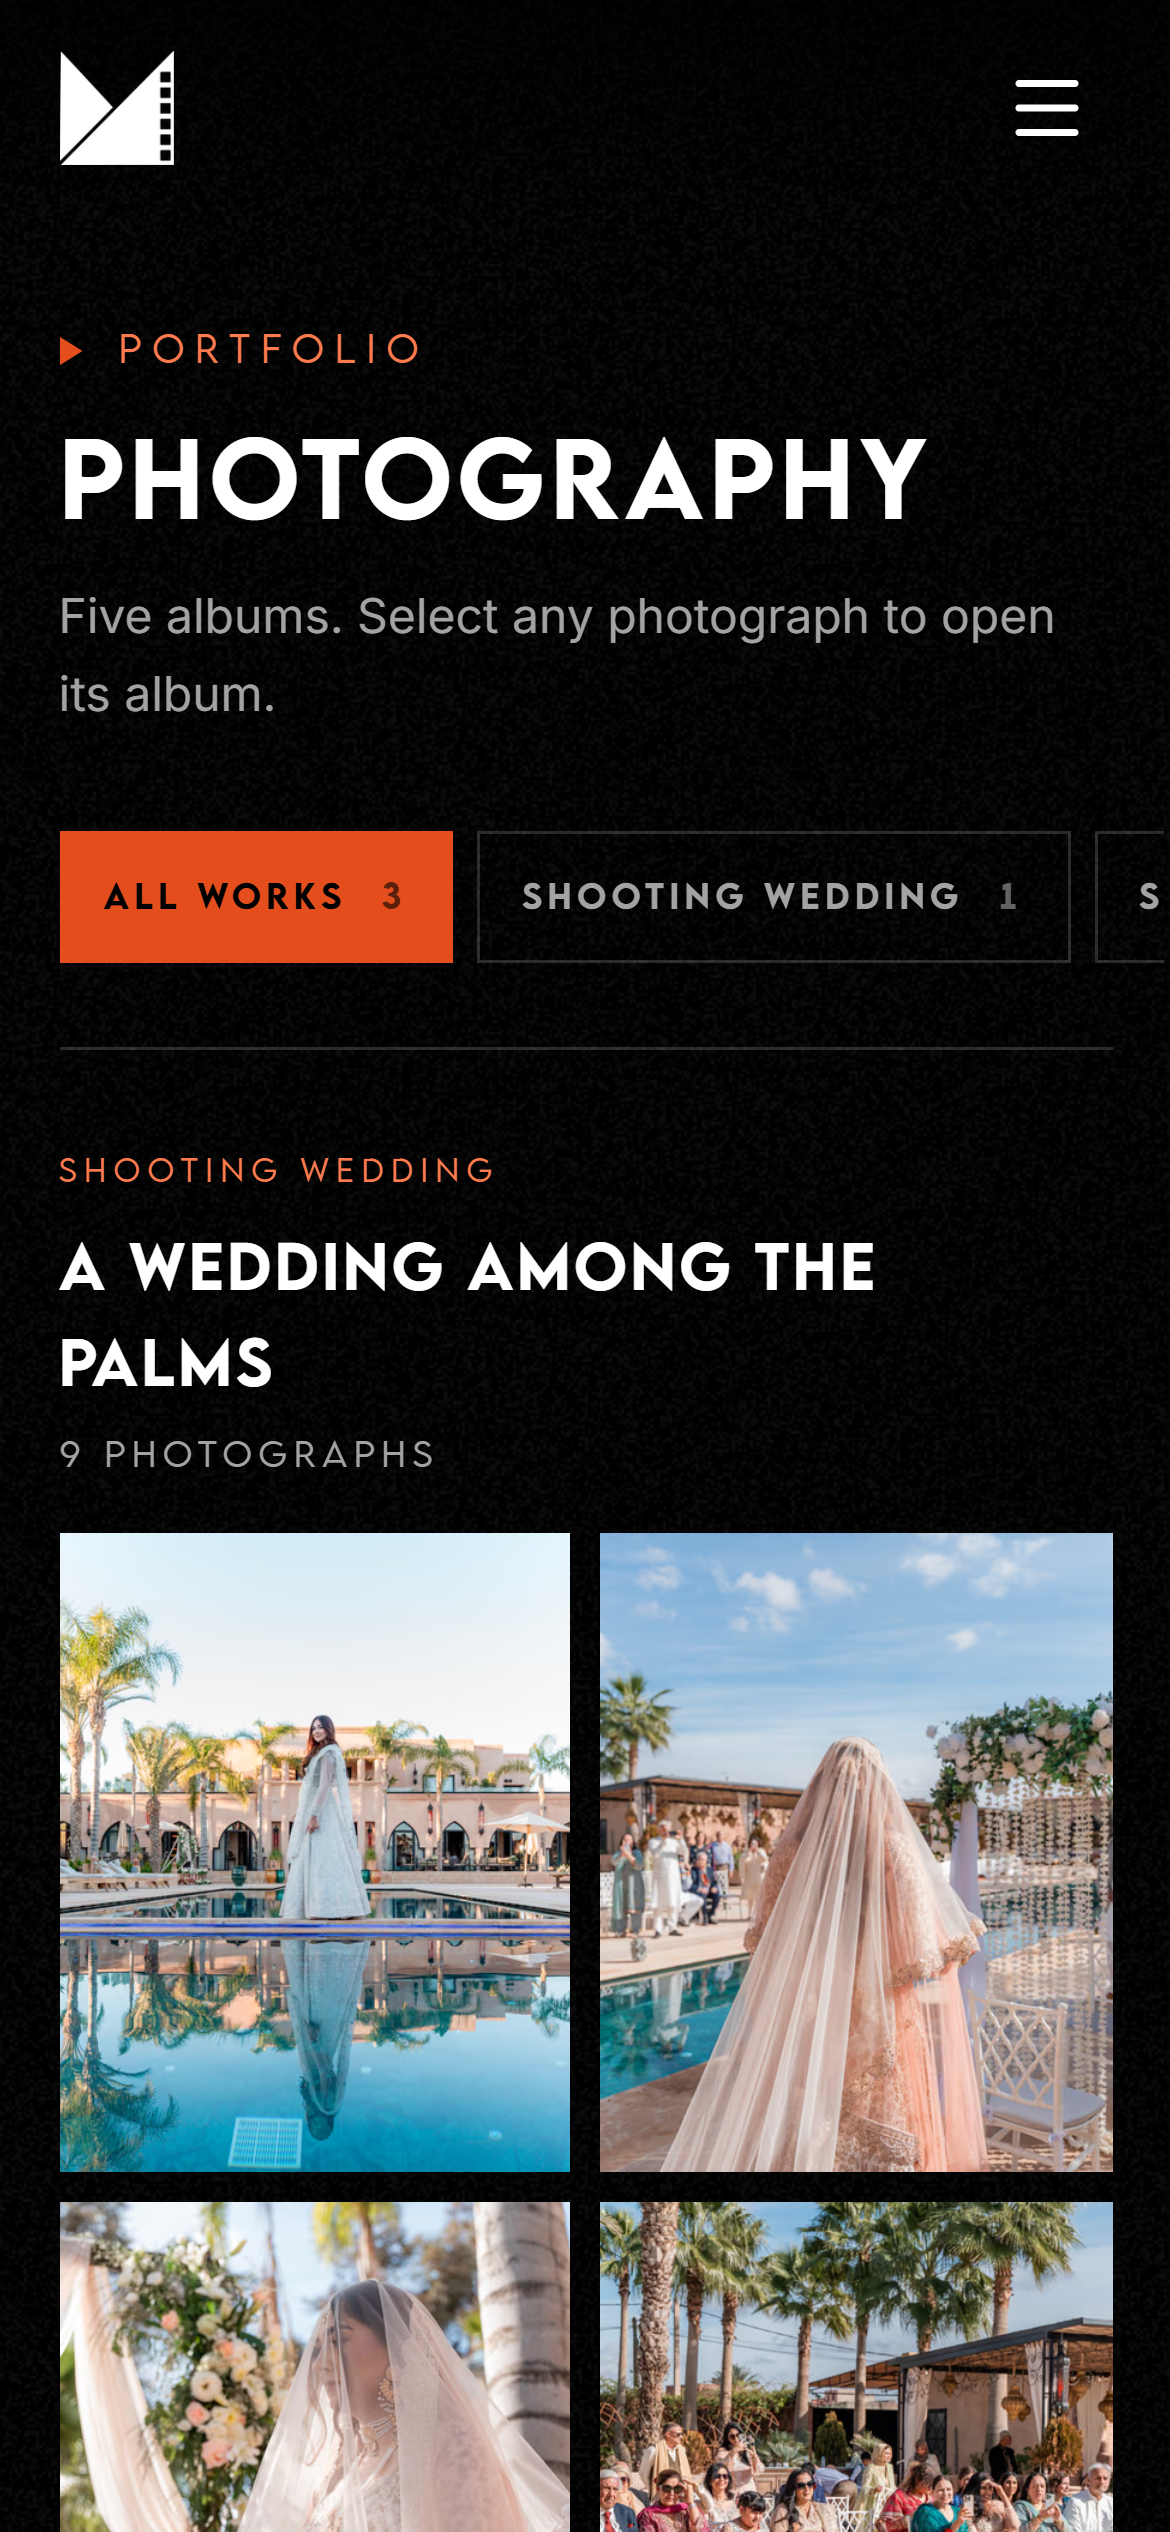 PORTFOLIO
PHOTOGRAPHY
Five albums. Select any photograph to open
its album.
ALL WORKS 3
SHOOTING WEDDING 1
S
SHOOTING WEDDING
A WEDDING AMONG THE
PALMS
9 PHOTOGRAPHS